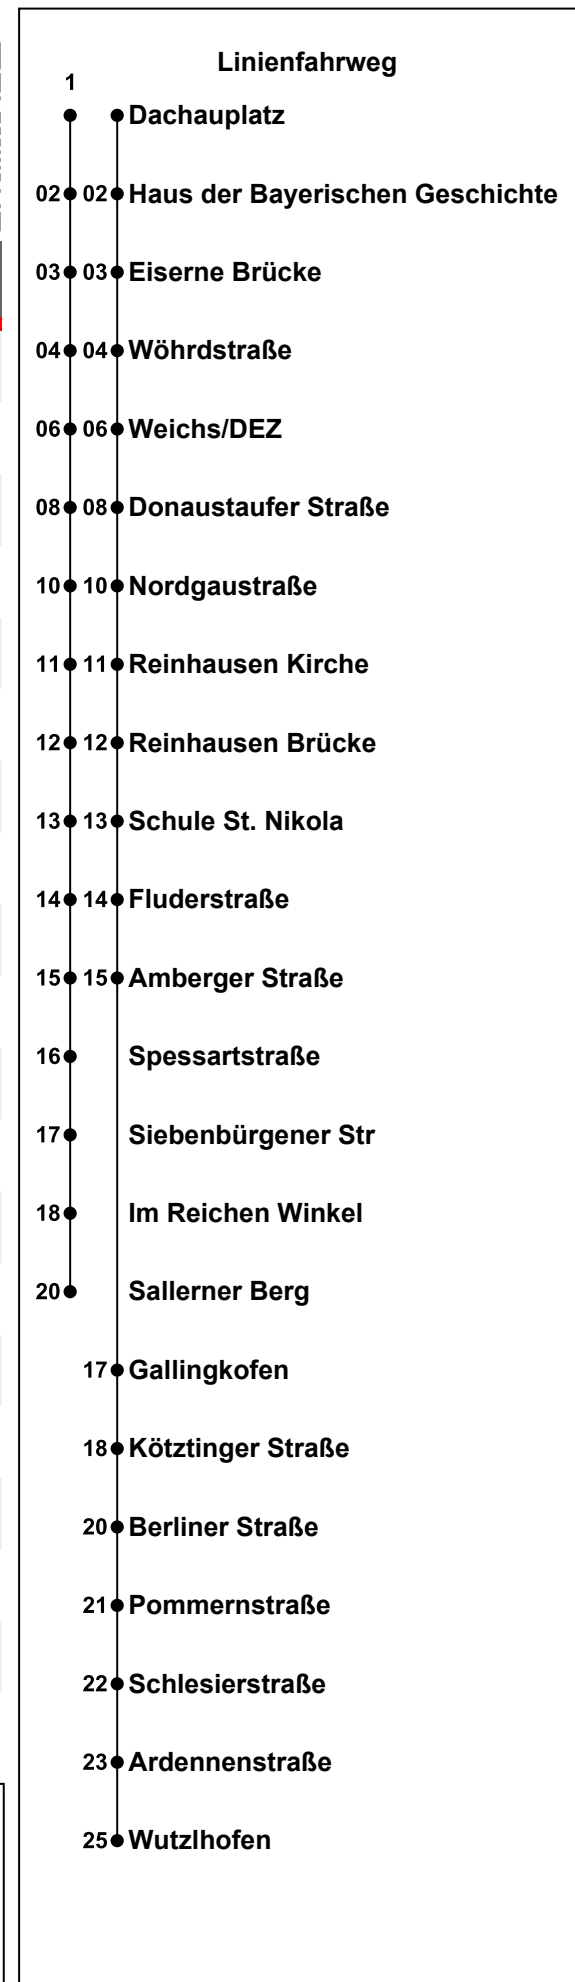 Linienfahrweg
1
Dachauplatz
02 02 Haus der Bayerischen Geschichte
03 03 Eiserne Brücke
04 04 Wöhrdstraße
06 06 Weichs/DEZ
08 08 Donaustaufer Straße
10 10 Nordgaustraße
11 11 Reinhausen Kirche
12 12 Reinhausen Brücke
13 13 Schule St. Nikola
14 14 Fluderstraße
15 15 Amberger Straße
16 Spessartstraße
17 Siebenbürgener Str
18 Im Reichen Winkel
20 Sallerner Berg
17 Gallingkofen
18 Kötztinger Straße
20 Berliner Straße
21 Pommernstraße
22 Schlesierstraße
23 Ardennenstraße
25 Wutzlhofen